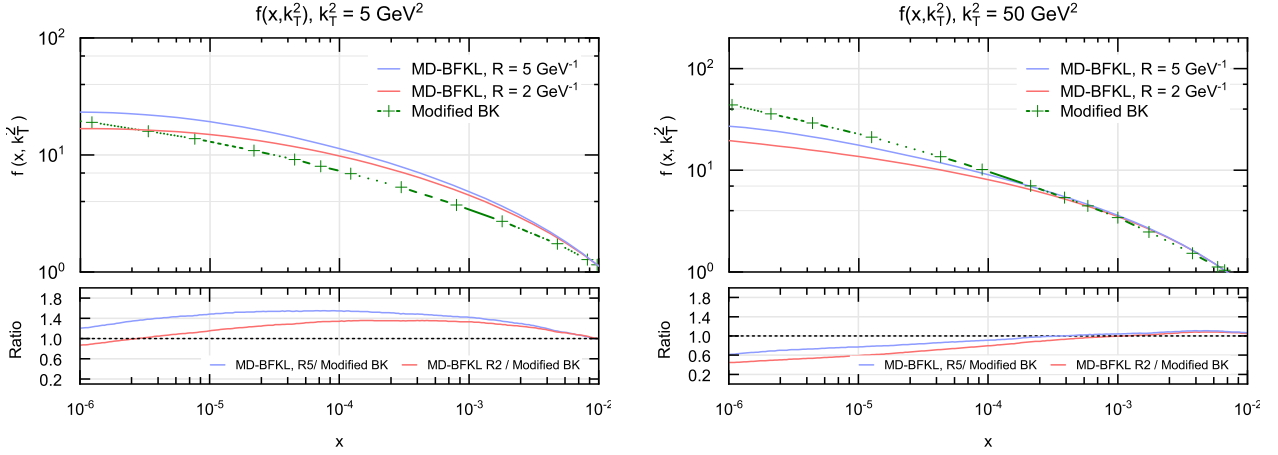 f(x,k_T^2), k_T^2 = 5 GeV^2
10^2
10^1
10^0
f (x, k_T^2)
MD-BFKL, R = 5 GeV^-1
MD-BFKL, R = 2 GeV^-1
Modified BK
1.8
1.4
1.0
0.6
0.2
Ratio
MD-BFKL, R5/ Modified BK
MD-BFKL R2 / Modified BK
10^-6
10^-5
10^-4
10^-3
10^-2
x
f(x,k_T^2), k_T^2 = 50 GeV^2
10^2
10^1
10^0
f (x, k_T^2)
MD-BFKL, R = 5 GeV^-1
MD-BFKL, R = 2 GeV^-1
Modified BK
1.8
1.4
1.0
0.6
0.2
Ratio
MD-BFKL, R5/ Modified BK
MD-BFKL R2 / Modified BK
10^-6
10^-5
10^-4
10^-3
10^-2
x